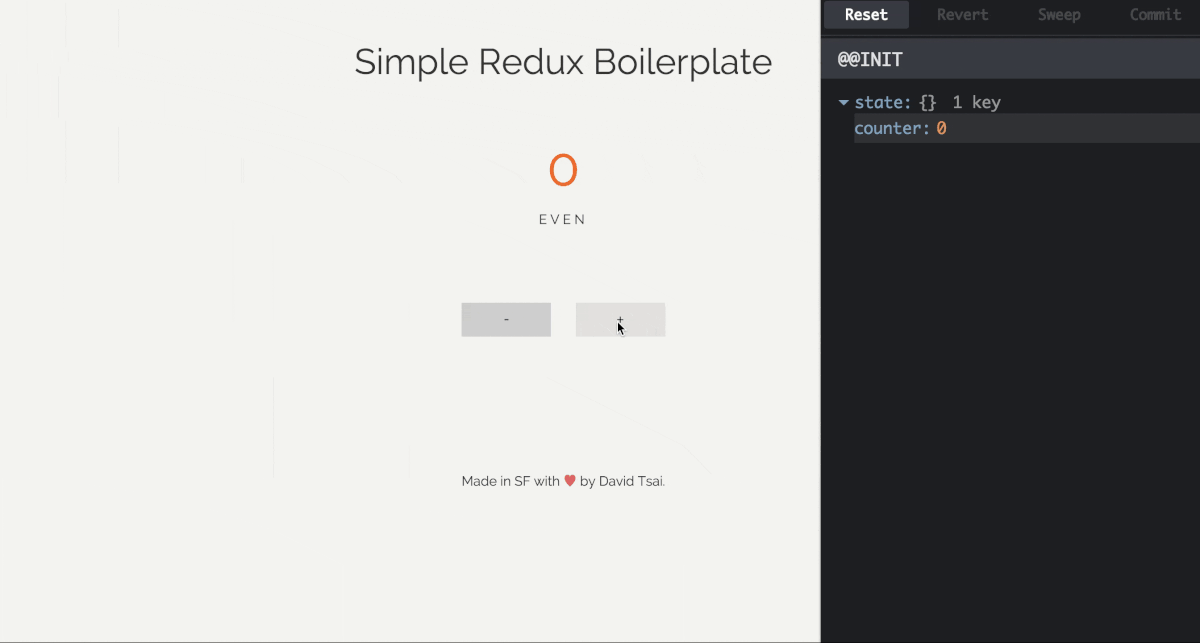 Simple Redux Boilerplate
0
EVEN
-
+
Made in SF with ♥ by David Tsai.
Reset Revert Sweep Commit
@@INIT
state: {} 1 key
counter: 0